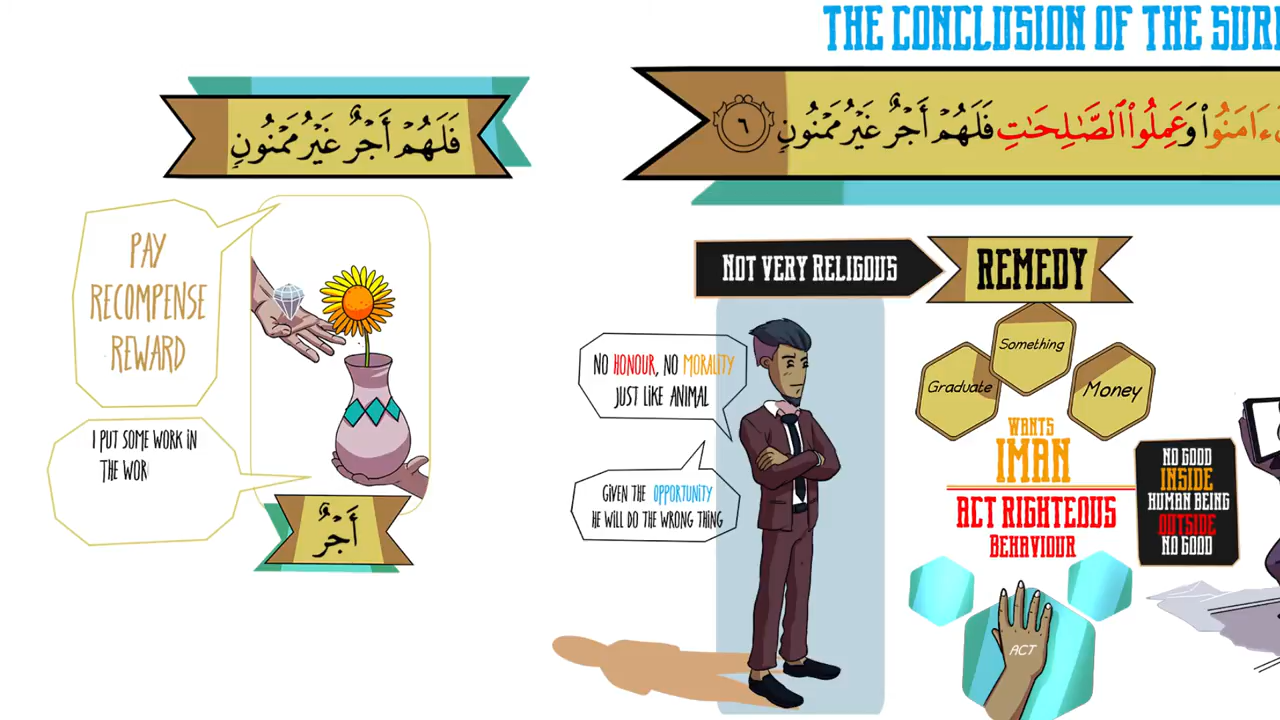 THE CONCLUSION OF THE SUR
ءَامَنُوا۟ وَعَمِلُوا۟ ٱلصَّـٰلِحَـٰتِ فَلَهُمْ أَجْرٌ غَيْرُ مَمْنُونٍ ٦
فَلَهُمْ أَجْرٌ غَيْرُ مَمْنُونٍ
PAY
RECOMPENSE
REWARD
I PUT SOME WORK IN
THE WOR
أَجْرٌ
NOT VERY RELIGOUS
REMEDY
NO HONOUR, NO MORALITY
JUST LIKE ANIMAL
GIVEN THE OPPORTUNITY
HE WILL DO THE WRONG THING
Something
Graduate
Money
WANTS
IMAN
ACT RIGHTEOUS
BEHAVIOUR
ACT
NO GOOD
INSIDE
HUMAN BEING
OUTSIDE
NO GOOD